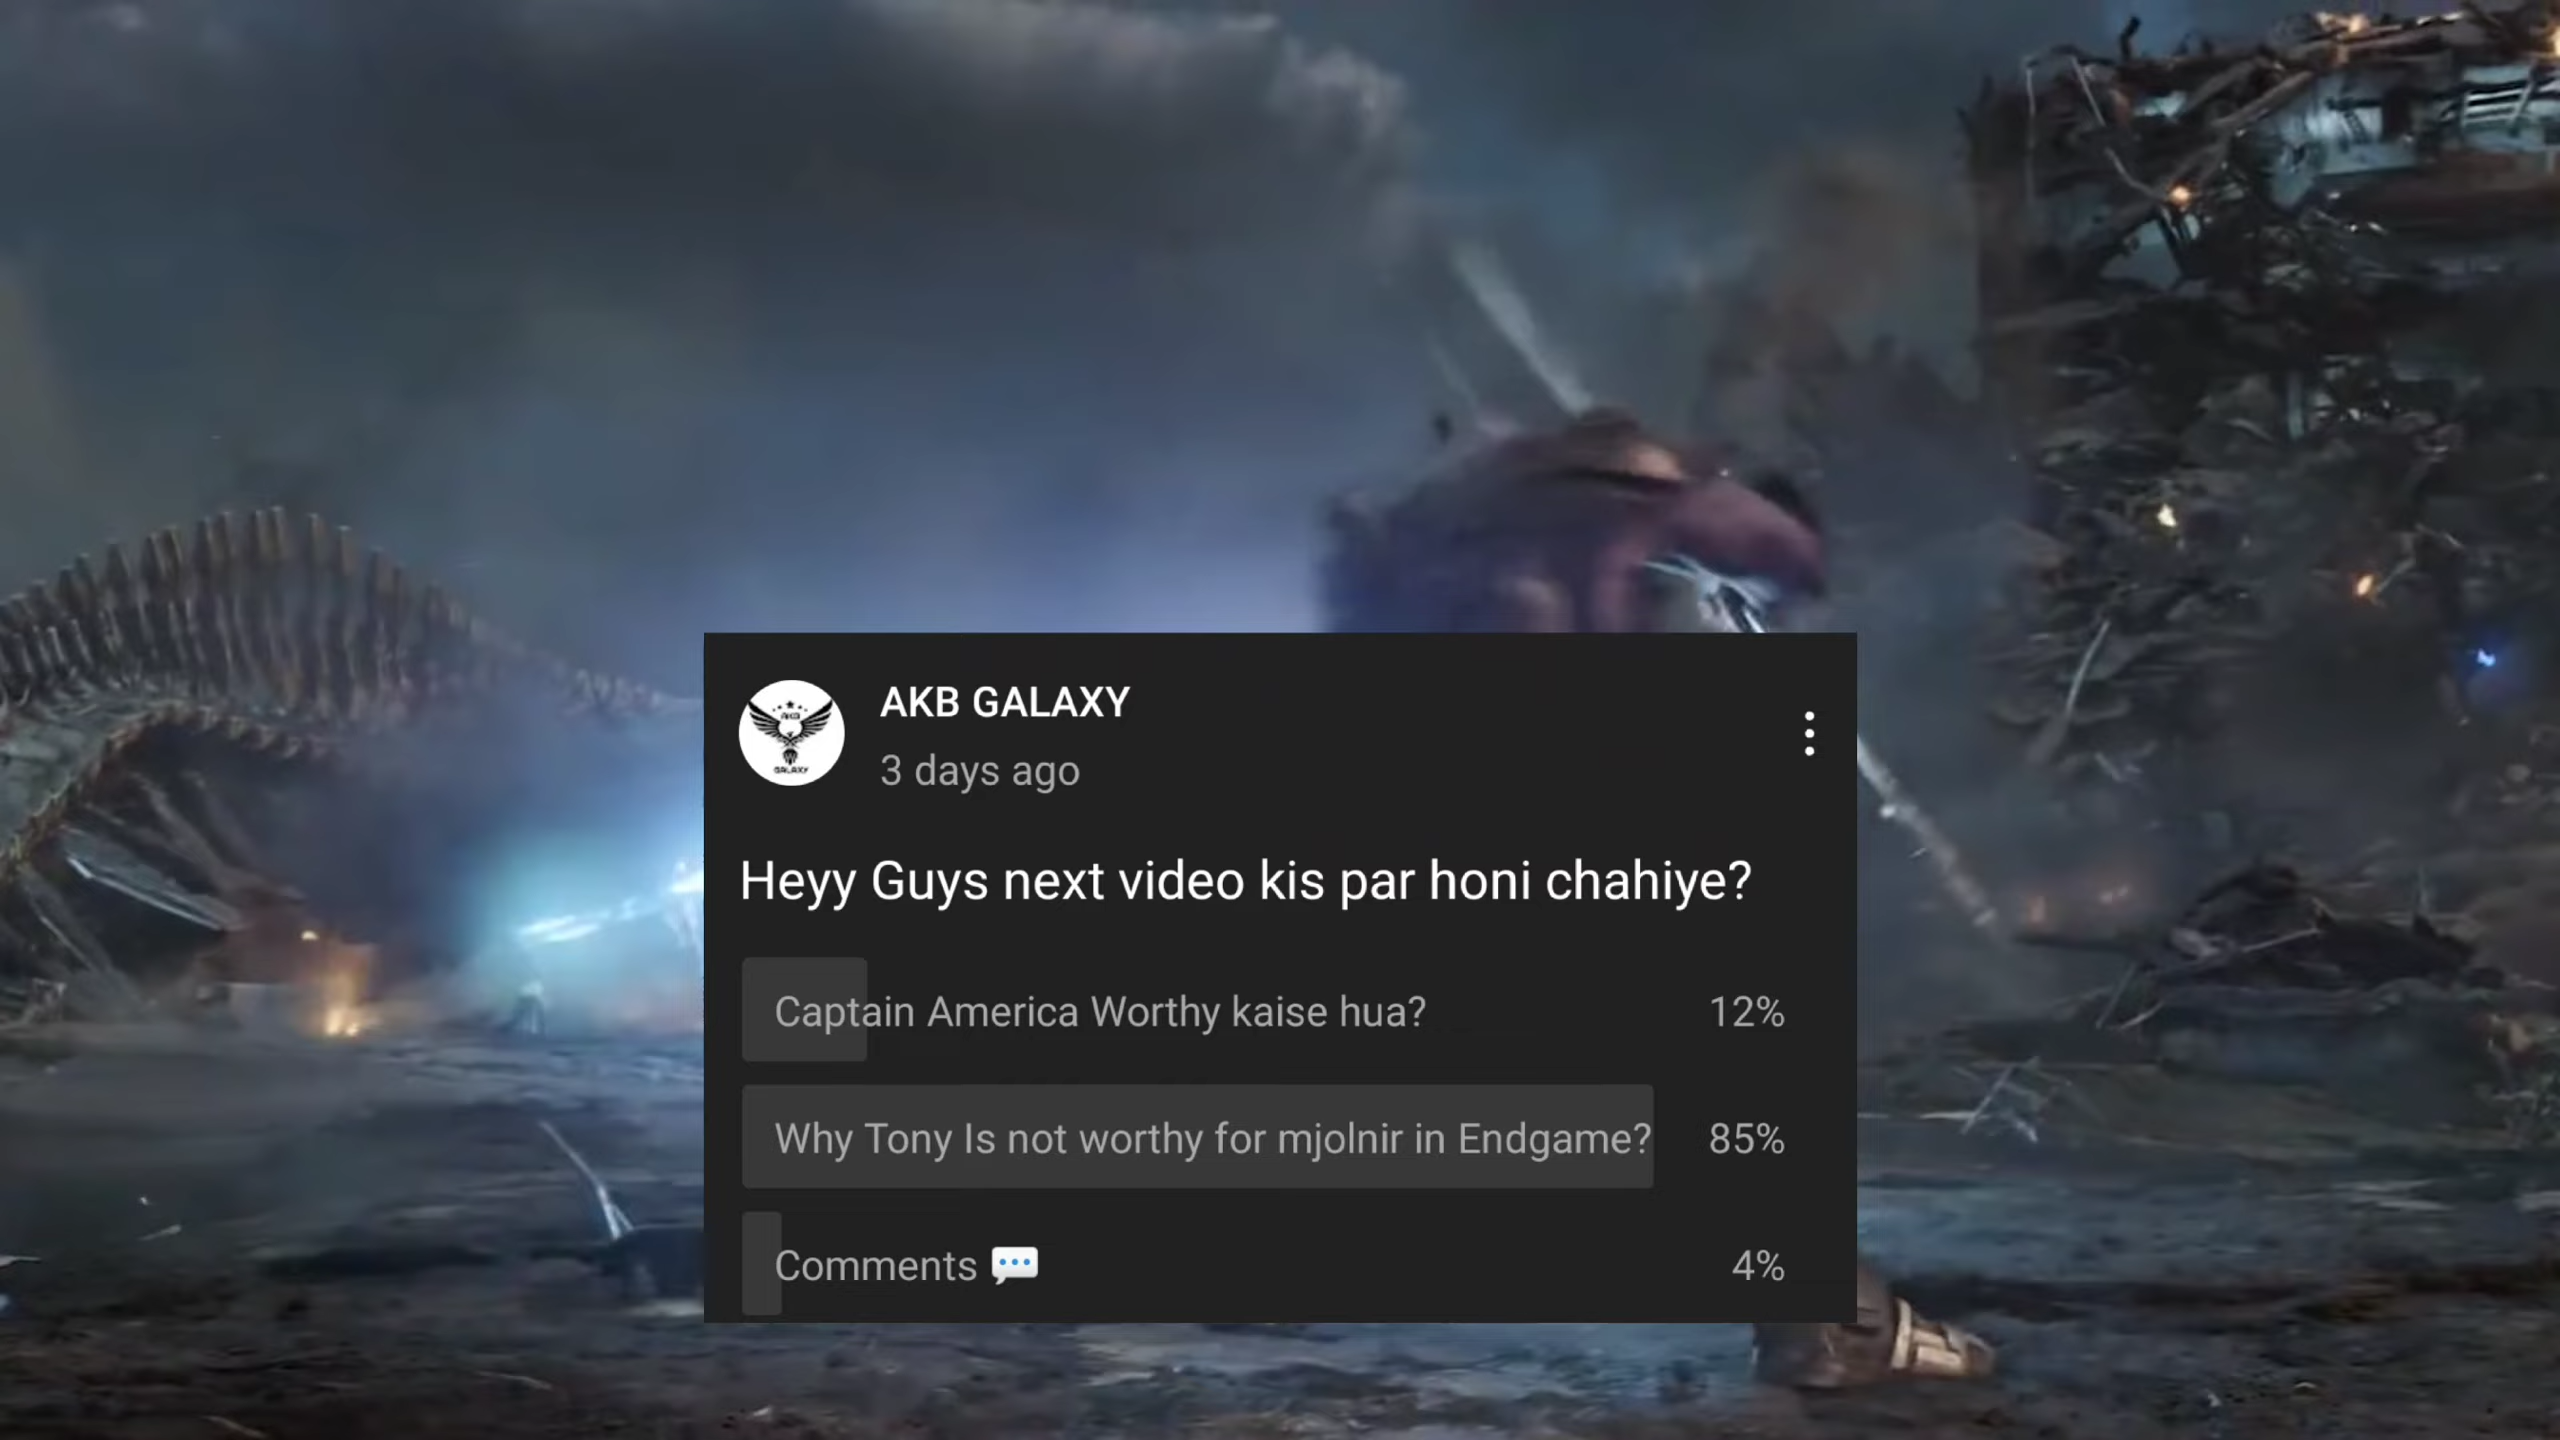 AKB GALAXY
3 days ago
Heyy Guys next video kis par honi chahiye?
Captain America Worthy kaise hua? 12%
Why Tony Is not worthy for mjolnir in Endgame? 85%
Comments 💬 4%